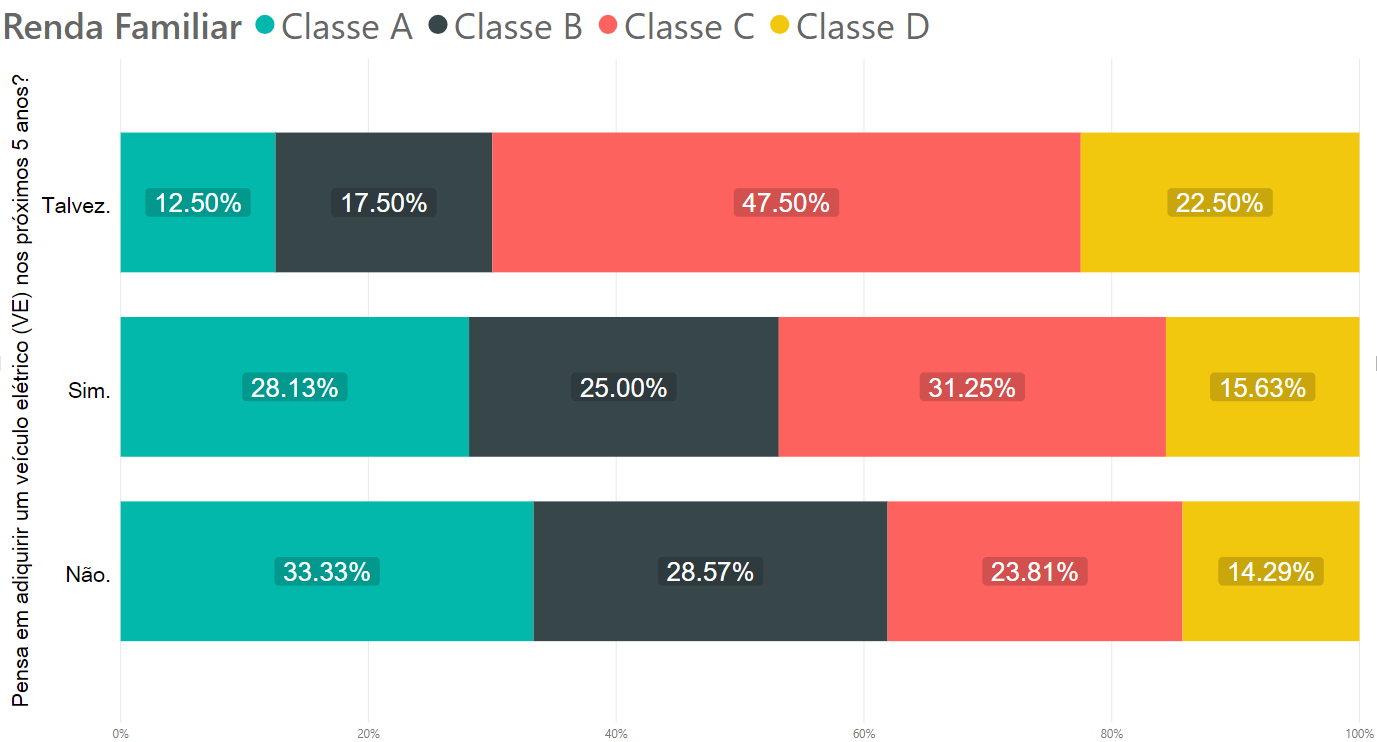 Renda Familiar Classe A Classe B Classe C Classe D
Pensa em adiquirir um veículo elétrico (VE) nos próximos 5 anos?
Talvez.
12.50% 17.50% 47.50% 22.50%
Sim.
28.13% 25.00% 31.25% 15.63%
Não.
33.33% 28.57% 23.81% 14.29%
0% 20% 40% 60% 80% 100%